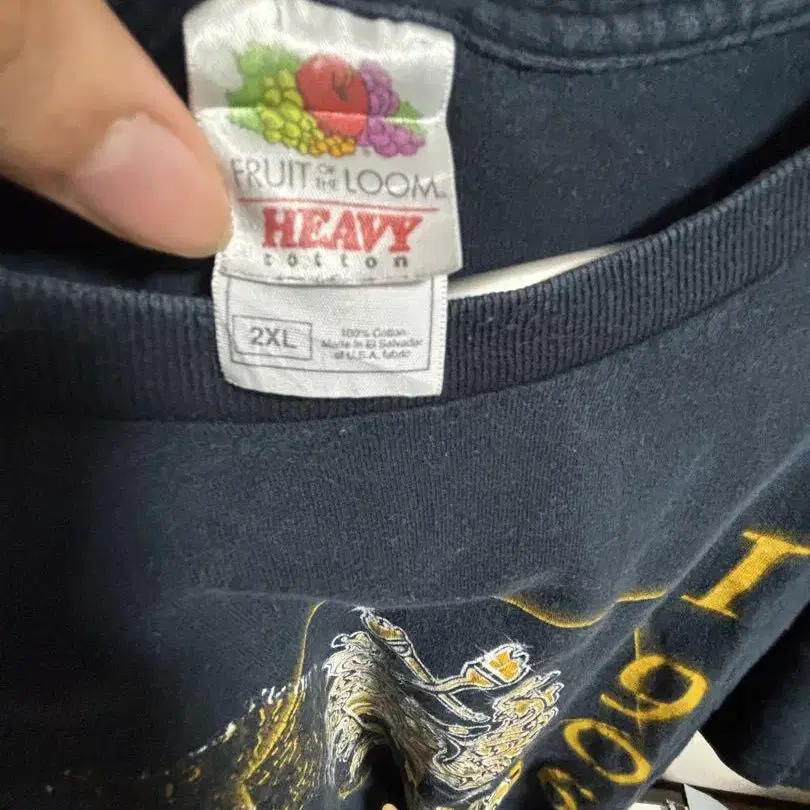 FRUIT OF THE LOOM
HEAVY
cotton
2XL
100% Cotton
Made in El Salvador
of U.S.A. fabric